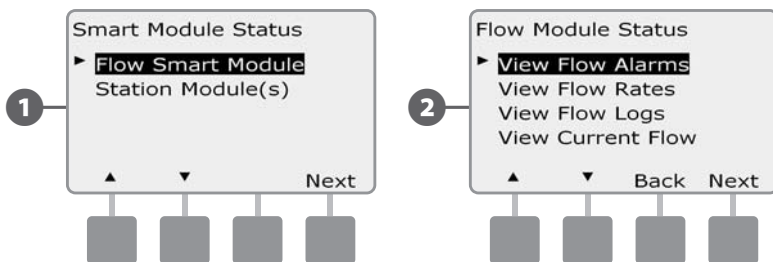 Smart Module Status
► Flow Smart Module
Station Module(s)
▲ ▼ Next
1
Flow Module Status
► View Flow Alarms
View Flow Rates
View Flow Logs
View Current Flow
▲ ▼ Back Next
2